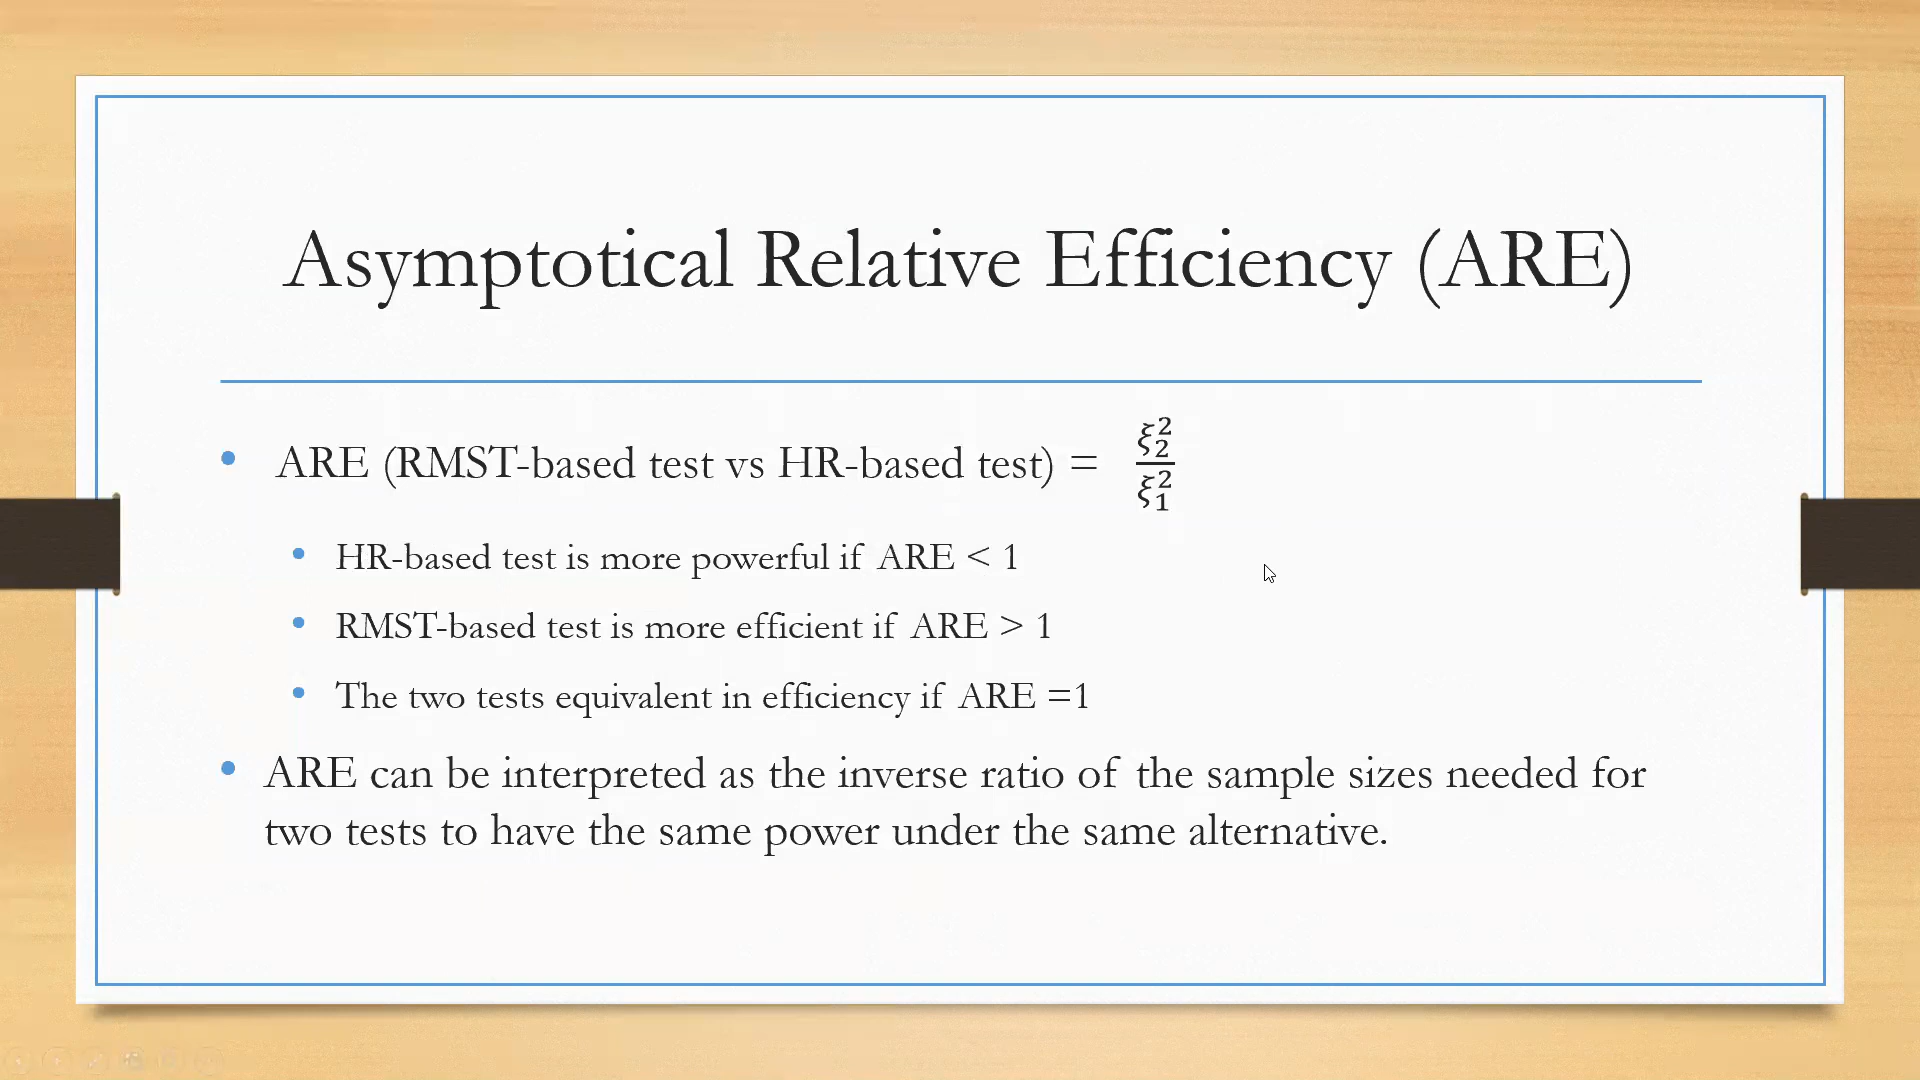 Asymptotical Relative Efficiency (ARE)
• ARE (RMST-based test vs HR-based test) = ξ₂²/ξ₁²
• HR-based test is more powerful if ARE < 1
• RMST-based test is more efficient if ARE > 1
• The two tests equivalent in efficiency if ARE =1
• ARE can be interpreted as the inverse ratio of the sample sizes needed for
two tests to have the same power under the same alternative.